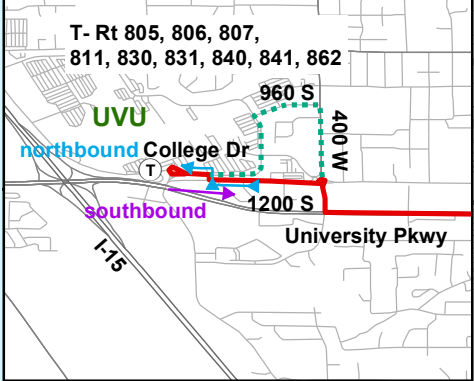 T- Rt 805, 806, 807,
811, 830, 831, 840, 841, 862
960 S
UVU
400 W
northbound College Dr
T
southbound
1200 S
University Pkwy
I-15